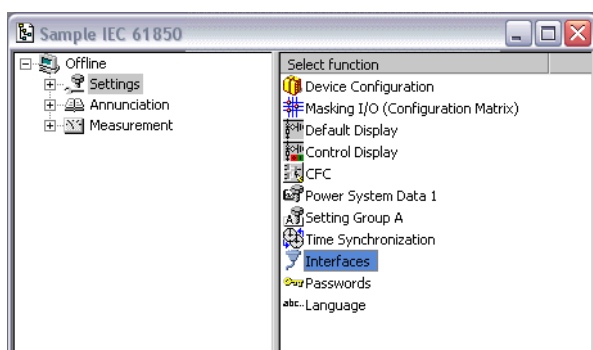 Sample IEC 61850
Offline
Settings
Annunciation
Measurement
Select function
Device Configuration
Masking I/O (Configuration Matrix)
Default Display
Control Display
CFC
Power System Data 1
Setting Group A
Time Synchronization
Interfaces
Passwords
abc.. Language